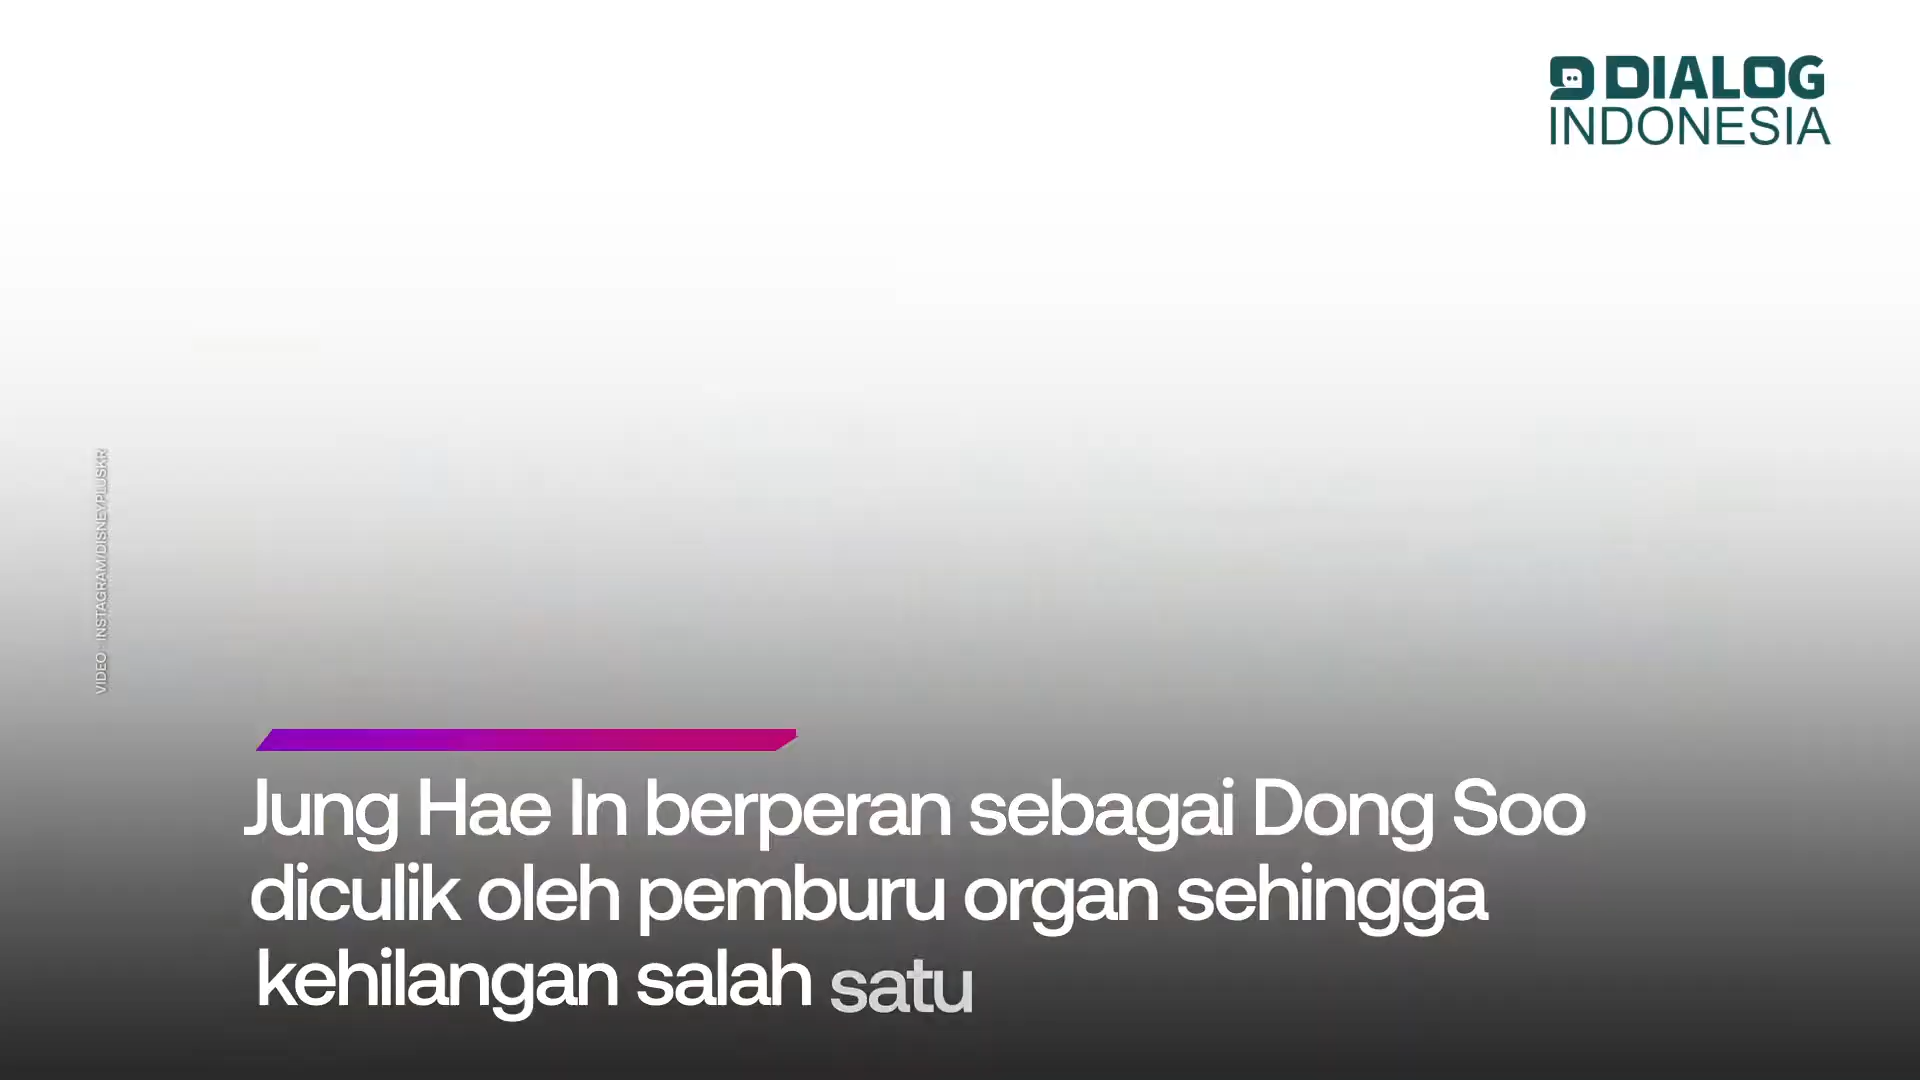 DIALOG
INDONESIA
VIDEO : INSTAGRAM/DISNEYPLUSKR
Jung Hae In berperan sebagai Dong Soo
diculik oleh pemburu organ sehingga
kehilangan salah satu